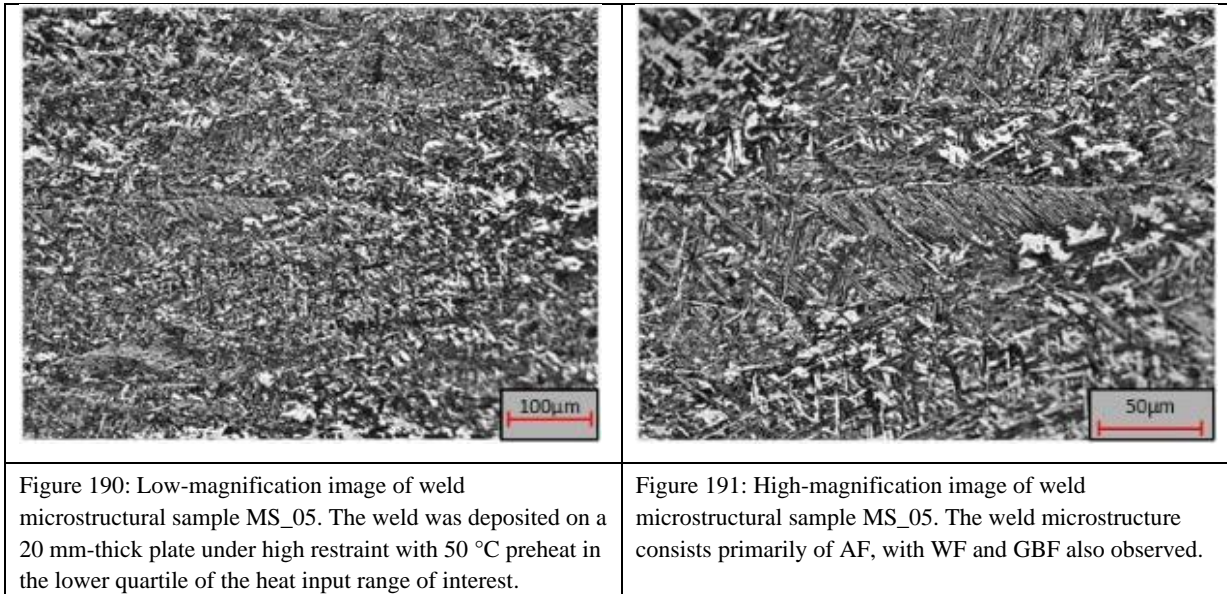 100μm
50μm
Figure 190: Low-magnification image of weld
microstructural sample MS_05. The weld was deposited on a
20 mm-thick plate under high restraint with 50 °C preheat in
the lower quartile of the heat input range of interest.
Figure 191: High-magnification image of weld
microstructural sample MS_05. The weld microstructure
consists primarily of AF, with WF and GBF also observed.